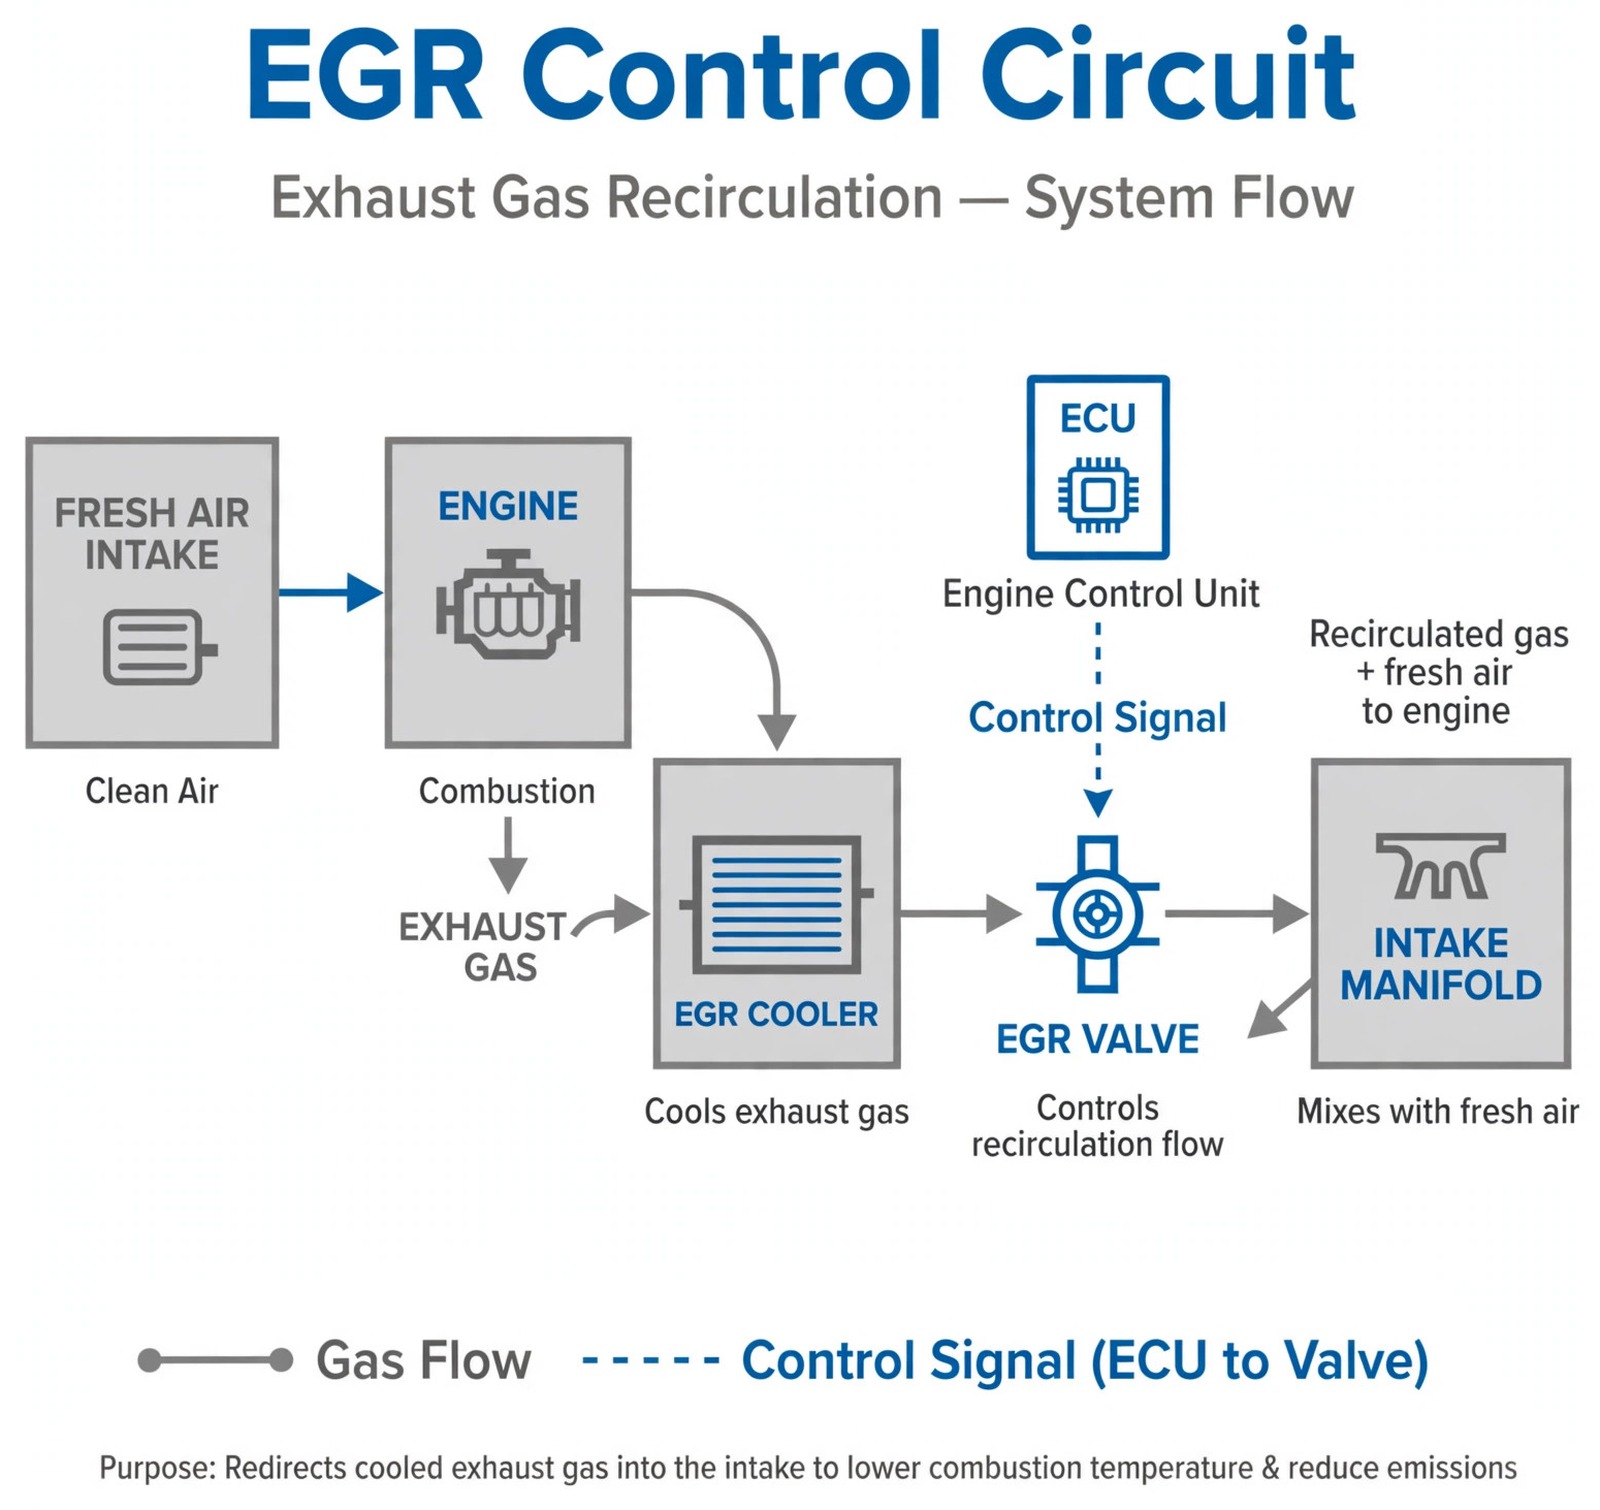 EGR Control Circuit
Exhaust Gas Recirculation — System Flow
FRESH AIR
INTAKE
Clean Air
ENGINE
Combustion
EXHAUST
GAS
EGR COOLER
Cools exhaust gas
ECU
Engine Control Unit
Control Signal
EGR VALVE
Controls
recirculation flow
Recirculated gas
+ fresh air
to engine
INTAKE
MANIFOLD
Mixes with fresh air
Gas Flow
Control Signal (ECU to Valve)
Purpose: Redirects cooled exhaust gas into the intake to lower combustion temperature & reduce emissions